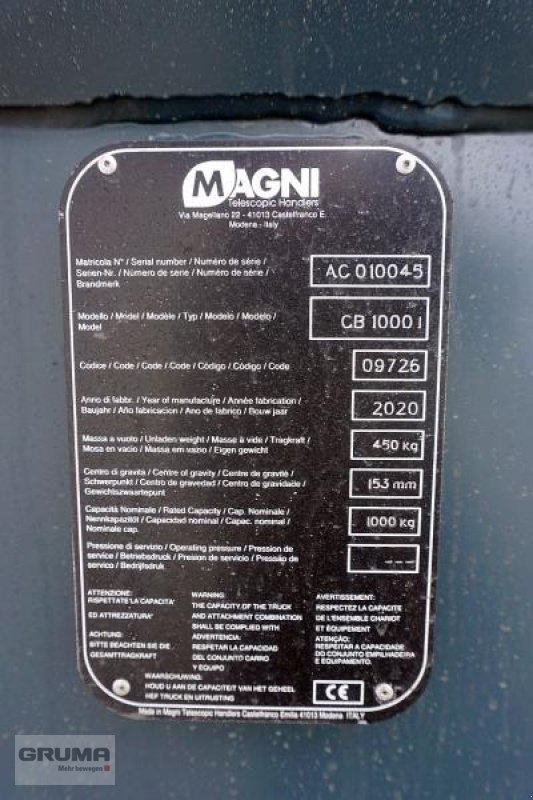 MAGNI
Telescopic Handlers
Via Magellano 22 - 41013 Castelfranco E.
Modena - Italy
Matricola N° / Serial number / Numéro de série /
Serien-Nr. / Número de serie / Numéro de série /
Brandmerk
AC 010045
Modello / Model / Modèle / Typ / Modelo / Modelo /
Model
CB 1000 I
Codice / Code / Code / Code / Código / Código / Code
09726
Anno di fabbr. / Year of manufacture / Année fabrication /
Baujahr / Año fabricacion / Ano de fabrico / Bouw jaar
2020
Massa a vuoto / Unladen weight / Masse à vide / Tragkraft /
Mosa en vacio / Massa em vazio / Eigen gewicht
450 kg
Centro di gravita / Centre of gravity / Centre de gravité /
Schwerpunkt / Centro de gravedad / Centro de gravidade /
Gewichtszwaartepunt
153 mm
Capacità Nominale / Rated Capacity / Cap. Nominale /
Nennkapazität / Capacidad nominal / Capac. nominal /
Nominale cap.
1000 kg
Pressione di servizio / Operating pressure / Pression de
service / Betriebsdruck / Presion de servicio / Pressão de
servico / Bedrijfsdruk
---
ATTENZIONE:
RISPETTATE LA CAPACITA'
ED ATTREZZATURA'
WARNING:
THE CAPACITY OF THE TRUCK
AND ATTACHMENT COMBINATION
SHALL BE COMPLIED WITH
AVERTISSEMENT:
RESPECTEZ LA CAPACITE
DE L'ENSEMBLE CHARIOT
ET ÉQUIPEMENT
ACHTUNG:
BITTE BEACHTEN SIE DIE
GESAMTTRAGKRAFT
ADVERTENCIA:
RESPETAR LA CAPACIDAD
DEL CONJUNTO CARRO
Y EQUIPO
ATENÇÃO:
RESPEITAR A CAPACIDADE
DO CONJUNTO EMPILHADEIRA
E EQUIPAMENTO.
WAARSCHUWING:
HOUD U AAN DE CAPACITEIT VAN HET GEHEEL
HEF TRUCK EN UITRUSTING
CE
Made in Magni Telescopic Handlers Castelfranco Emilia 41013 Modena ITALY
GRUMA
Mehr bewegen